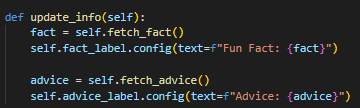 def update_info(self):
    fact = self.fetch_fact()
    self.fact_label.config(text=f"Fun Fact: {fact}")

    advice = self.fetch_advice()
    self.advice_label.config(text=f"Advice: {advice}")